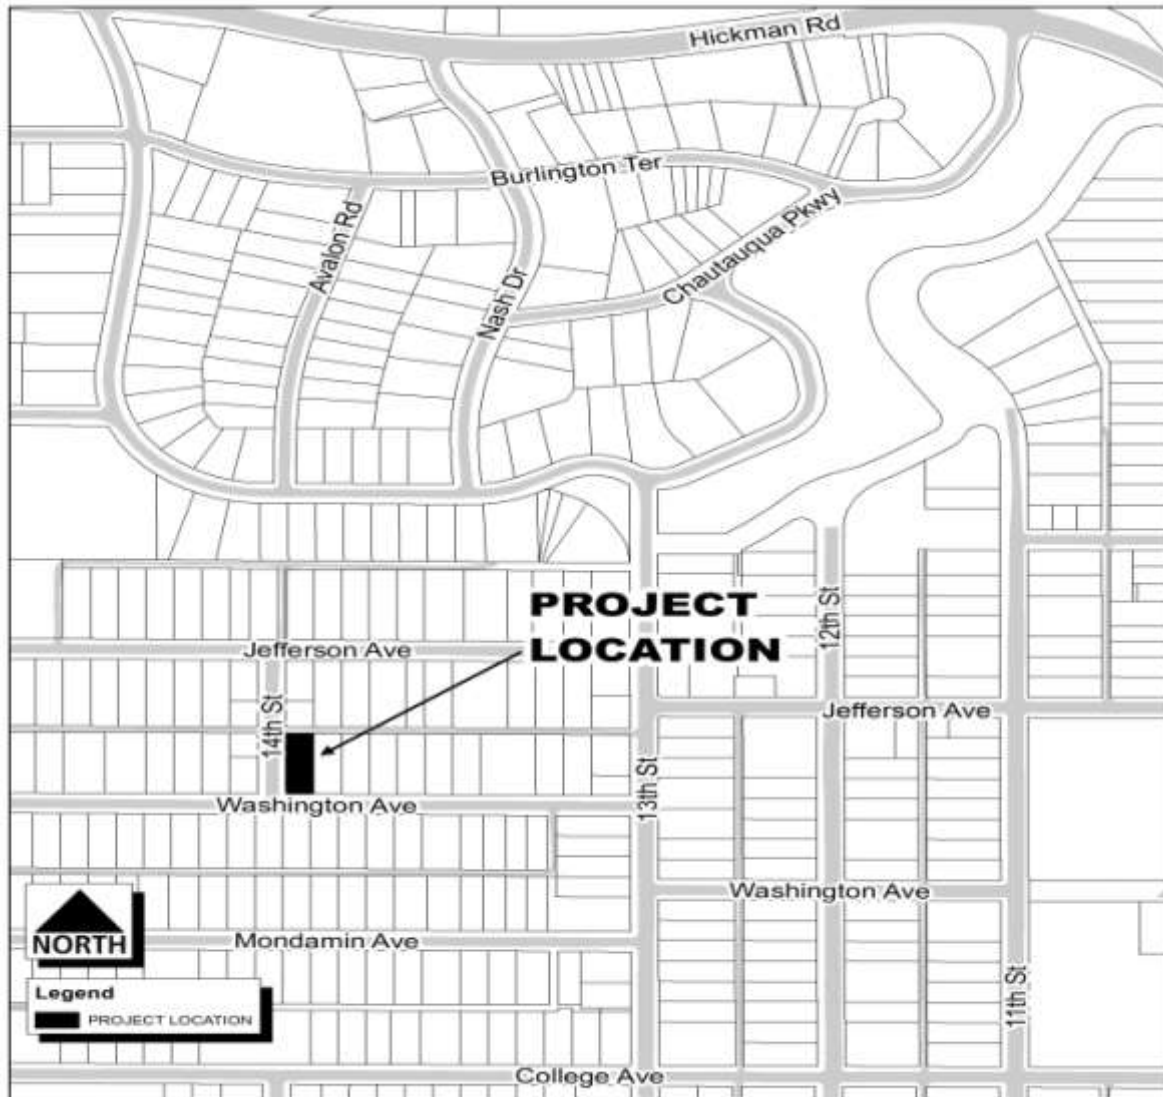 Hickman Rd
Burlington Ter
Avalon Rd
Chautauqua Pkwy
Nash Dr
PROJECT
LOCATION
12th St
Jefferson Ave
14th St
Jefferson Ave
13th St
Washington Ave
Washington Ave
NORTH
Mondamin Ave
Legend
PROJECT LOCATION
11th St
College Ave